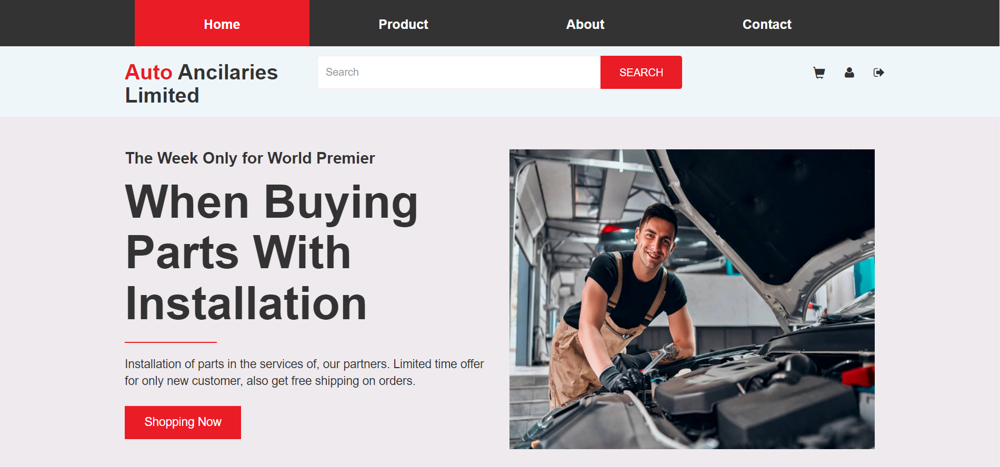 Home Product About Contact
Auto Ancilaries
Limited
Search
SEARCH
The Week Only for World Premier
When Buying
Parts With
Installation
Installation of parts in the services of, our partners. Limited time offer
for only new customer, also get free shipping on orders.
Shopping Now